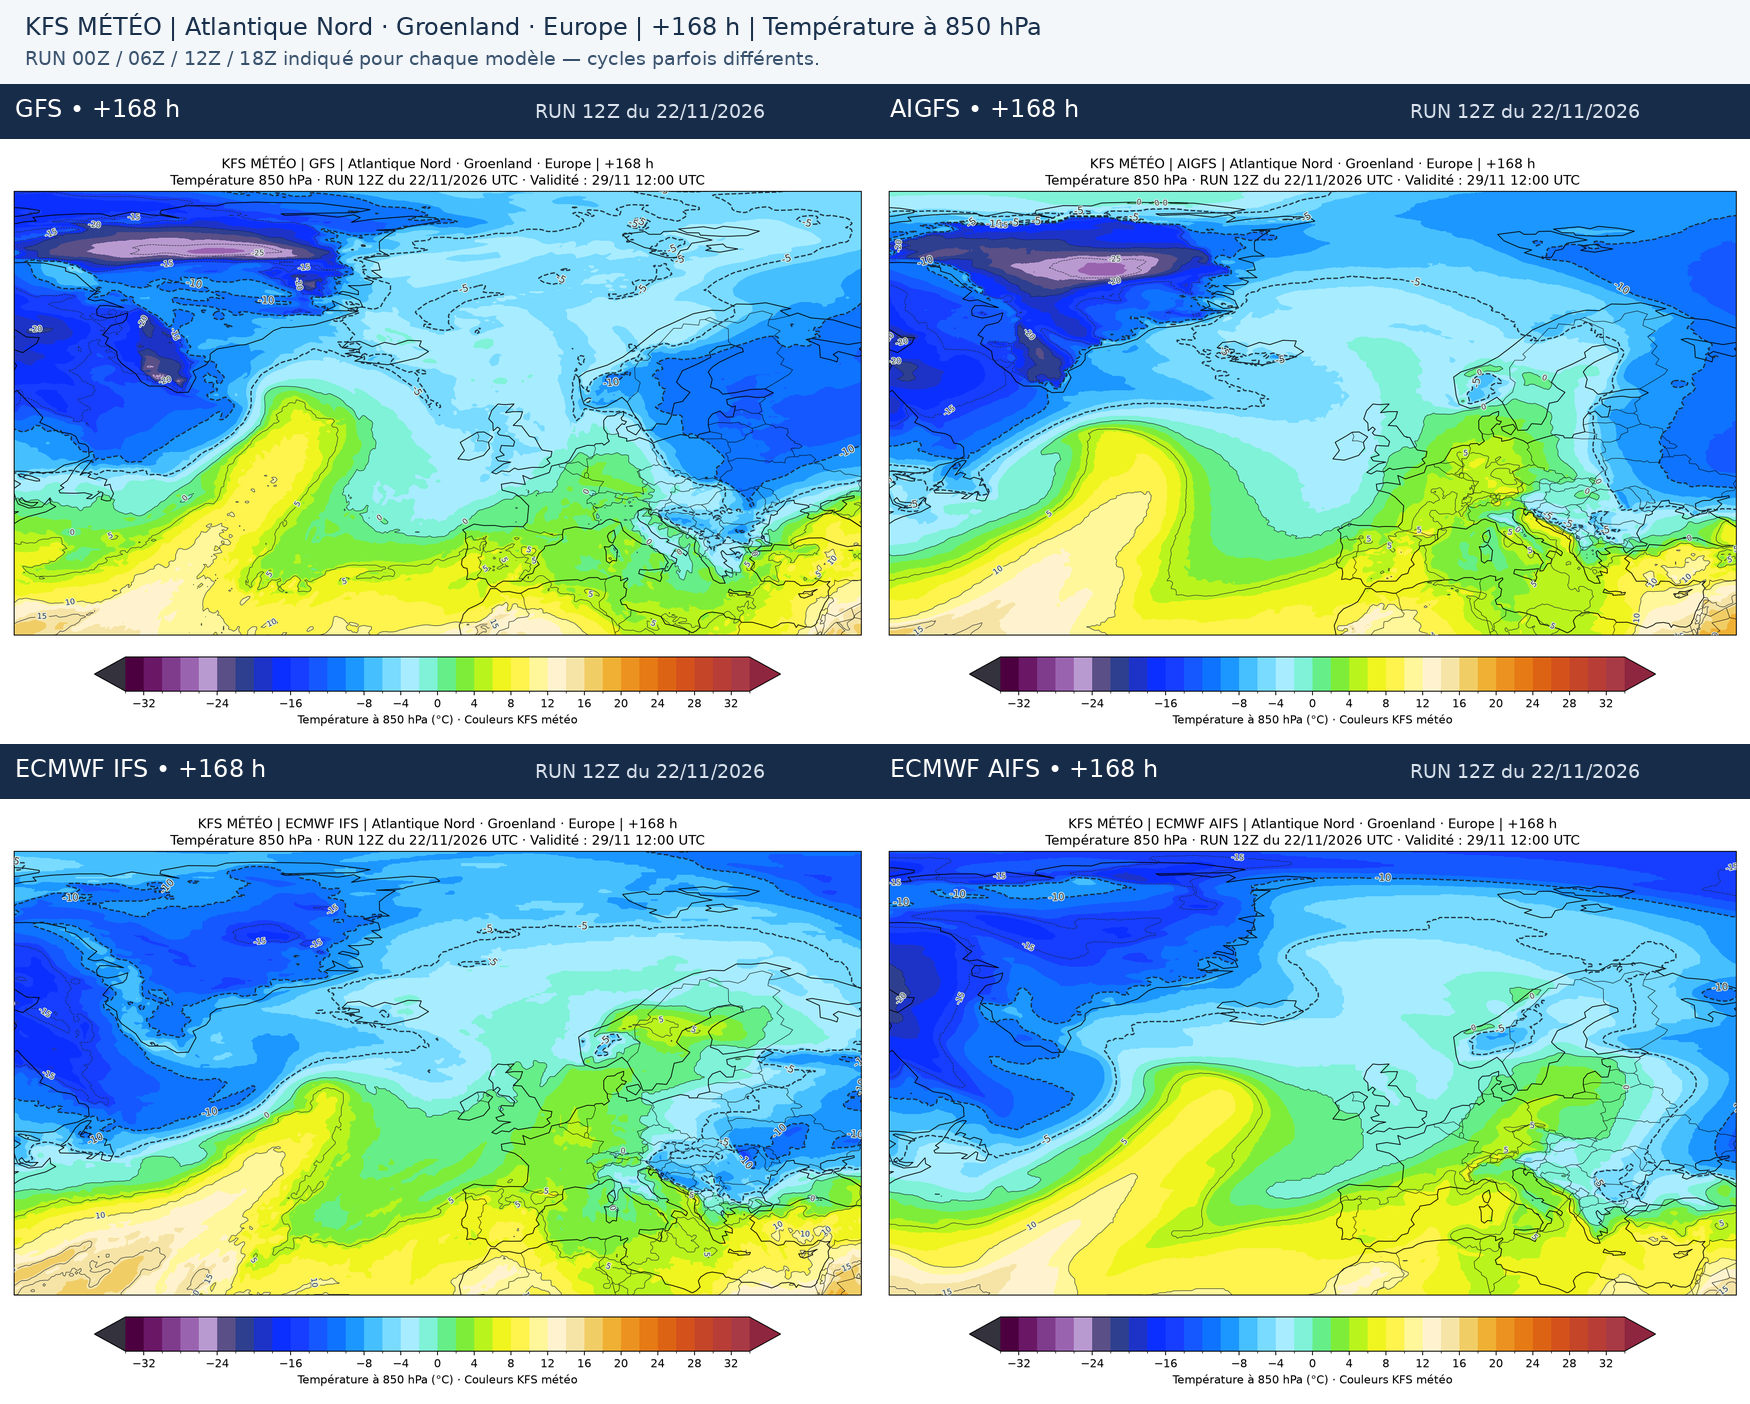 KFS MÉTÉO | Atlantique Nord · Groenland · Europe | +168 h | Température à 850 hPa
RUN 00Z / 06Z / 12Z / 18Z indiqué pour chaque modèle — cycles parfois différents.
GFS • +168 h
RUN 12Z du 22/11/2026
AIGFS • +168 h
RUN 12Z du 22/11/2026
KFS MÉTÉO | GFS | Atlantique Nord · Groenland · Europe | +168 h
Température 850 hPa · RUN 12Z du 22/11/2026 UTC · Validité : 29/11 12:00 UTC
KFS MÉTÉO | AIGFS | Atlantique Nord · Groenland · Europe | +168 h
Température 850 hPa · RUN 12Z du 22/11/2026 UTC · Validité : 29/11 12:00 UTC
−32 −24 −16 −8 −4 0 4 8 12 16 20 24 28 32
Température à 850 hPa (°C) · Couleurs KFS météo
−32 −24 −16 −8 −4 0 4 8 12 16 20 24 28 32
Température à 850 hPa (°C) · Couleurs KFS météo
ECMWF IFS • +168 h
RUN 12Z du 22/11/2026
ECMWF AIFS • +168 h
RUN 12Z du 22/11/2026
KFS MÉTÉO | ECMWF IFS | Atlantique Nord · Groenland · Europe | +168 h
Température 850 hPa · RUN 12Z du 22/11/2026 UTC · Validité : 29/11 12:00 UTC
KFS MÉTÉO | ECMWF AIFS | Atlantique Nord · Groenland · Europe | +168 h
Température 850 hPa · RUN 12Z du 22/11/2026 UTC · Validité : 29/11 12:00 UTC
−32 −24 −16 −8 −4 0 4 8 12 16 20 24 28 32
Température à 850 hPa (°C) · Couleurs KFS météo
−32 −24 −16 −8 −4 0 4 8 12 16 20 24 28 32
Température à 850 hPa (°C) · Couleurs KFS météo